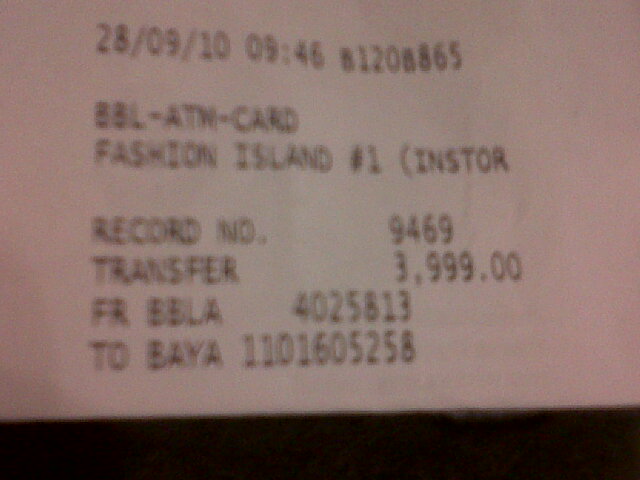 28/09/10 09:46 B120B865
BBL-ATM-CARD
FASHION ISLAND #1 (INSTOR
RECORD NO. 9469
TRANSFER 3,999.00
FR BBLA 4025813
TO BAYA 1101605258